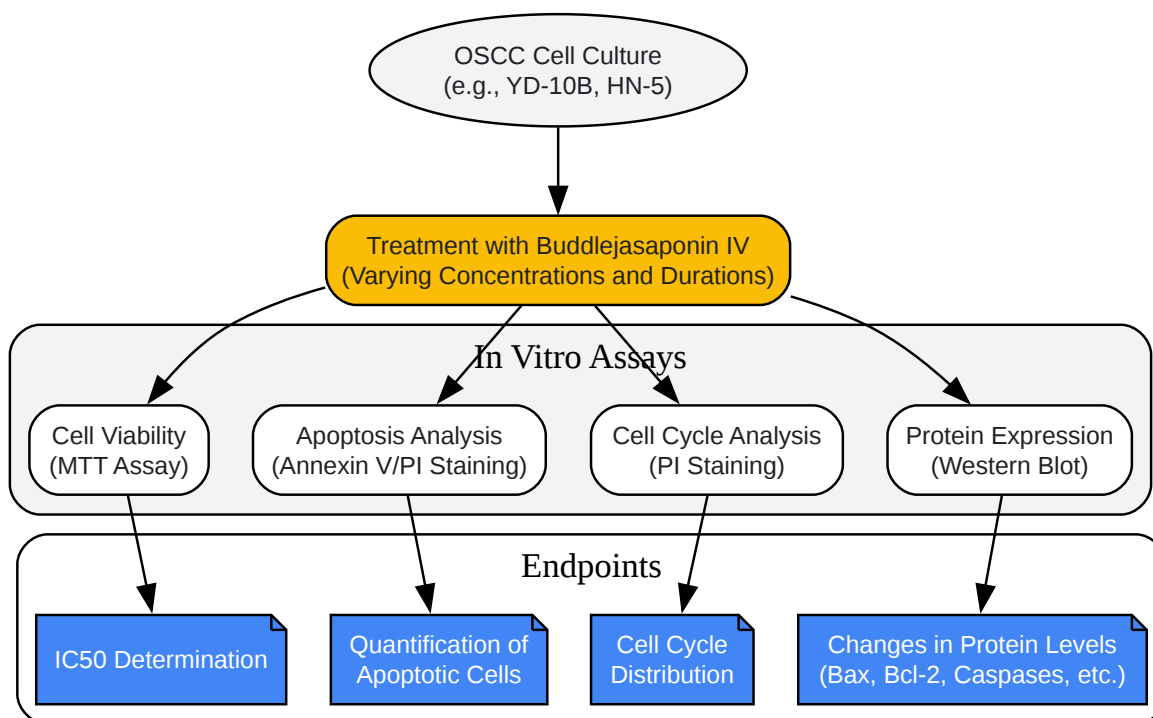 OSCC Cell Culture
(e.g., YD-10B, HN-5)
Treatment with Buddlejasaponin IV
(Varying Concentrations and Durations)
In Vitro Assays
Cell Viability
(MTT Assay)
Apoptosis Analysis
(Annexin V/PI Staining)
Cell Cycle Analysis
(PI Staining)
Protein Expression
(Western Blot)
Endpoints
IC50 Determination
Quantification of
Apoptotic Cells
Cell Cycle
Distribution
Changes in Protein Levels
(Bax, Bcl-2, Caspases, etc.)